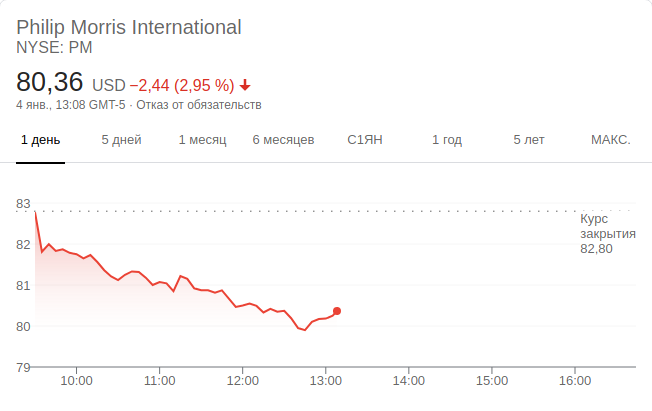 Philip Morris International
NYSE: PM
80,36 USD −2,44 (2,95 %)
4 янв., 13:08 GMT-5 · Отказ от обязательств
1 день 5 дней 1 месяц 6 месяцев С1ЯН 1 год 5 лет МАКС.
83
Курс
закрытия
82,80
82
81
80
79
10:00 11:00 12:00 13:00 14:00 15:00 16:00